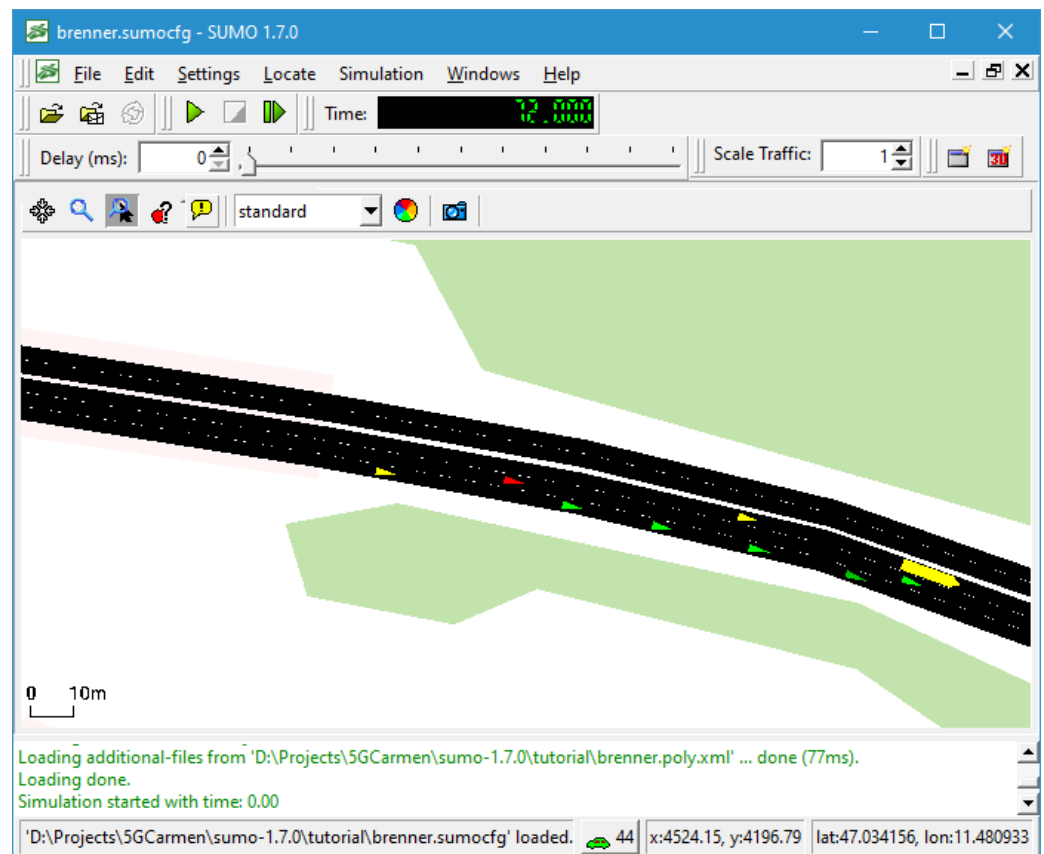 brenner.sumocfg - SUMO 1.7.0
File Edit Settings Locate Simulation Windows Help
Time: 72.000
Delay (ms): 0 Scale Traffic: 1 3D
standard
0 10m
Loading additional-files from 'D:\Projects\5GCarmen\sumo-1.7.0\tutorial\brenner.poly.xml' ... done (77ms).
Loading done.
Simulation started with time: 0.00
'D:\Projects\5GCarmen\sumo-1.7.0\tutorial\brenner.sumocfg' loaded. 44 x:4524.15, y:4196.79 lat:47.034156, lon:11.480933